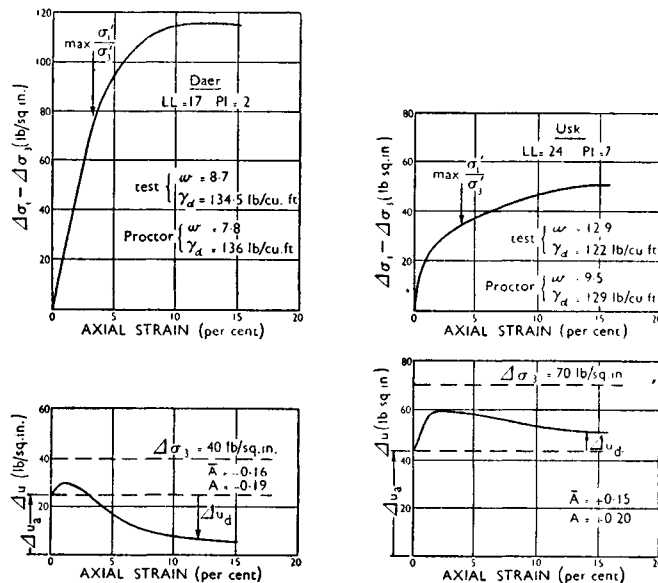 Δσ₁ – Δσ₃ (lb/sq in.)
120
100
80
60
40
20
0
max σ₁'/σ₃'
Daer
LL = 17 PI = 2
test { w = 8.7
γd = 134.5 lb/cu. ft
Proctor { w = 7.8
γd = 136 lb/cu.ft
0 5 10 15 20
AXIAL STRAIN (per cent)
Δσ₁ – Δσ₃ (lb sq. in)
80
60
40
20
0
Usk
LL = 24 PI = 7
max σ₁'/σ₃'
test { w = 12.9
γd = 122 lb/cu ft
Proctor { w = 9.5
γd = 129 lb/cu ft
0 5 10 15 20
AXIAL STRAIN (per cent)
Δu (lb/sq.in.)
60
40
20
Δuₐ
Δσ₃ = 40 lb/sq.in.
Ā = -0.16
A = -0.19
Δud
0 5 10 15 20
AXIAL STRAIN (per cent)
Δu (lb sq in.)
80
60
40
20
0
Δuₐ
Δσ₃ = 70 lb/sq.in
Δud
Ā = +0.15
A = +0.20
0 5 10 15 20
AXIAL STRAIN (per cent)